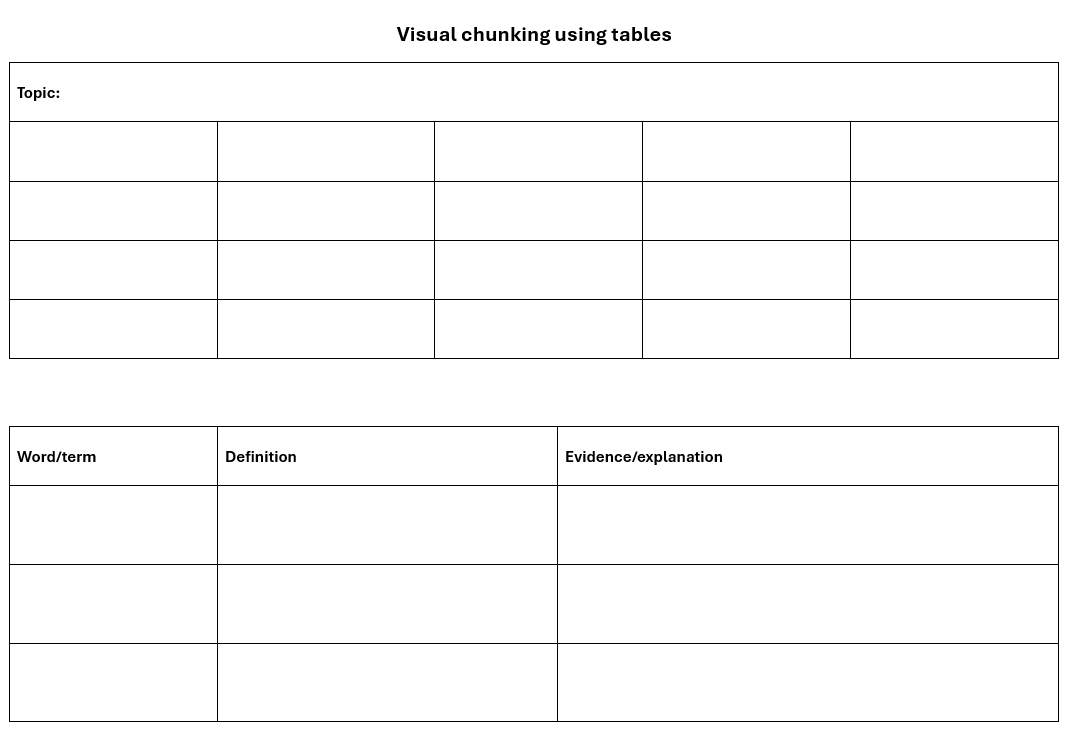 Visual chunking using tables
Topic:
Word/term
Definition
Evidence/explanation